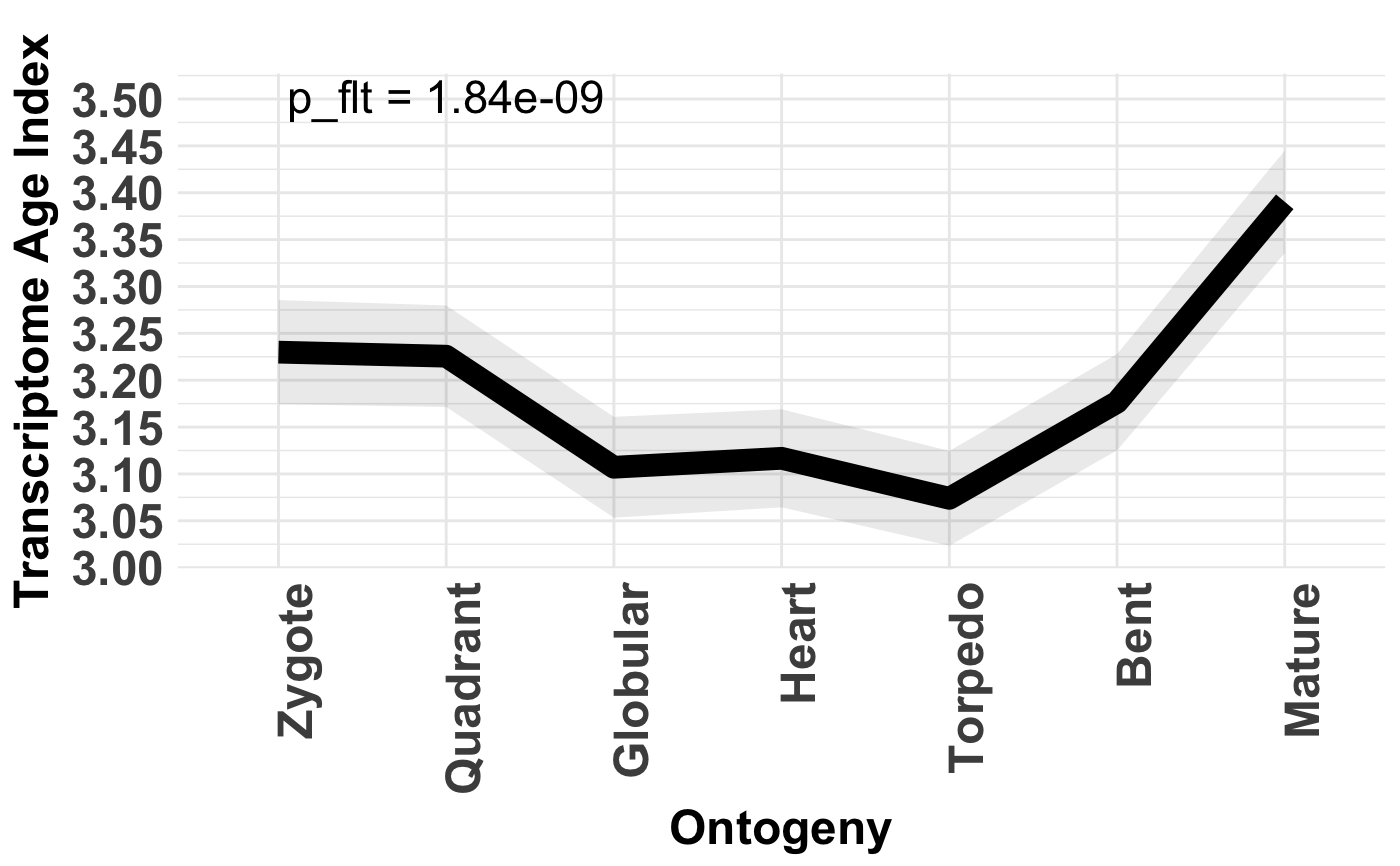 Transcriptome Age Index
3.50
3.45
3.40
3.35
3.30
3.25
3.20
3.15
3.10
3.05
3.00
p_flt = 1.84e-09
Zygote
Quadrant
Globular
Heart
Torpedo
Bent
Mature
Ontogeny